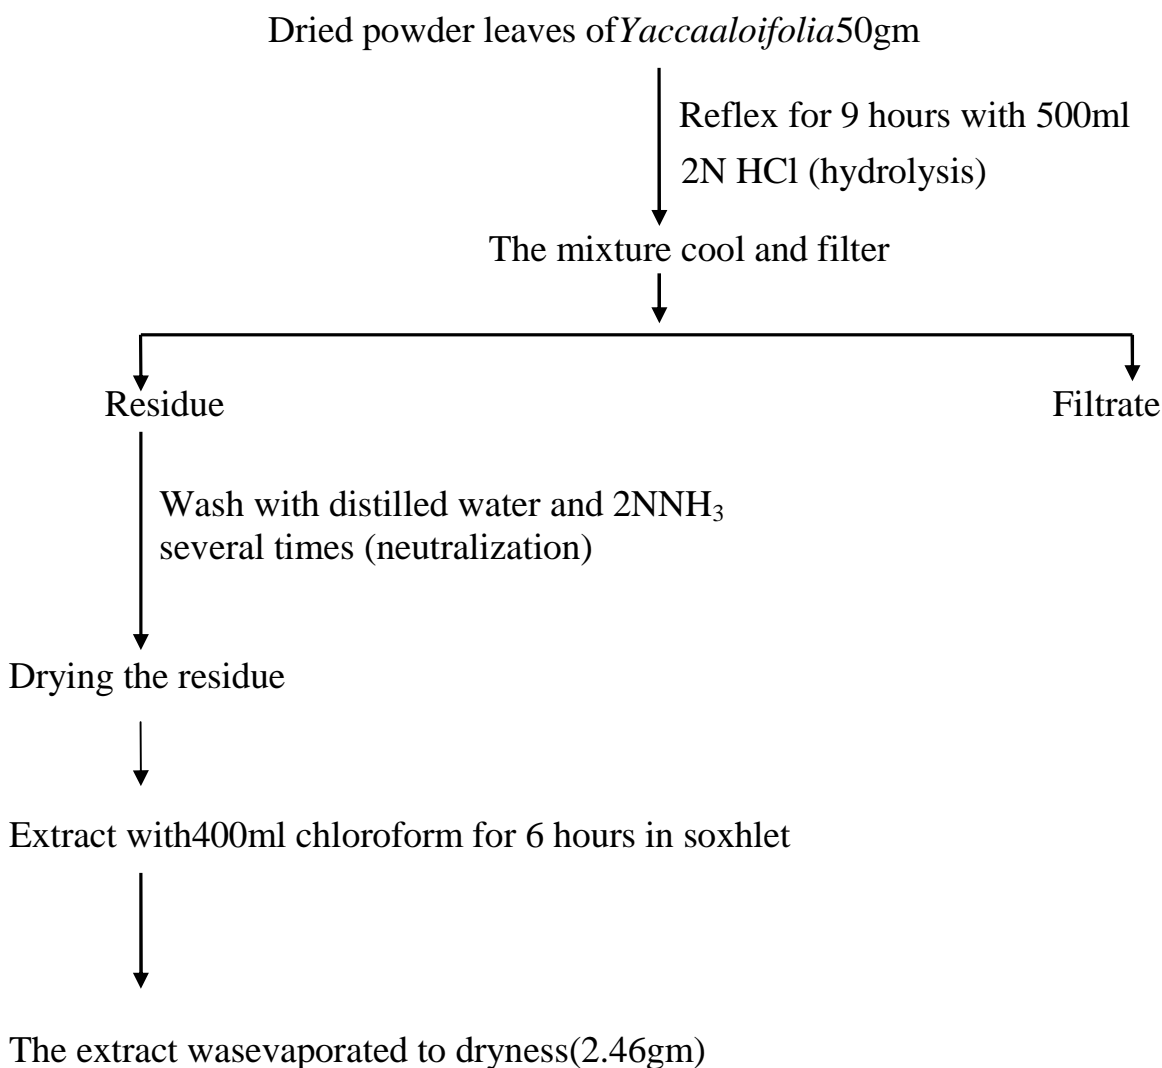 Dried powder leaves ofYaccaaloifolia50gm
Reflex for 9 hours with 500ml
2N HCl (hydrolysis)
The mixture cool and filter
Residue
Filtrate
Wash with distilled water and 2NNH₃
several times (neutralization)
Drying the residue
Extract with400ml chloroform for 6 hours in soxhlet
The extract wasevaporated to dryness(2.46gm)